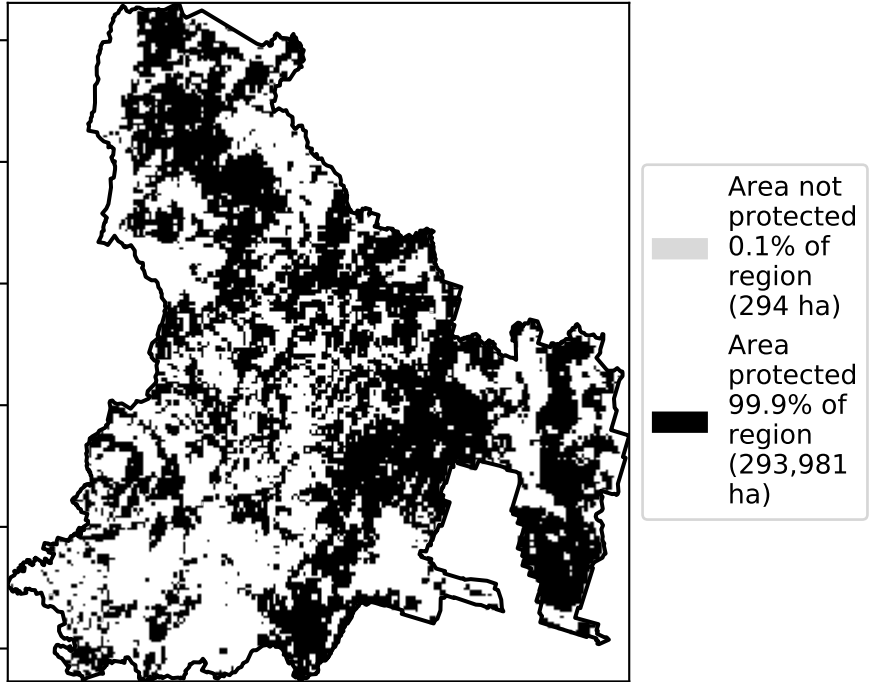 Area not
protected
0.1% of
region
(294 ha)
Area
protected
99.9% of
region
(293,981
ha)